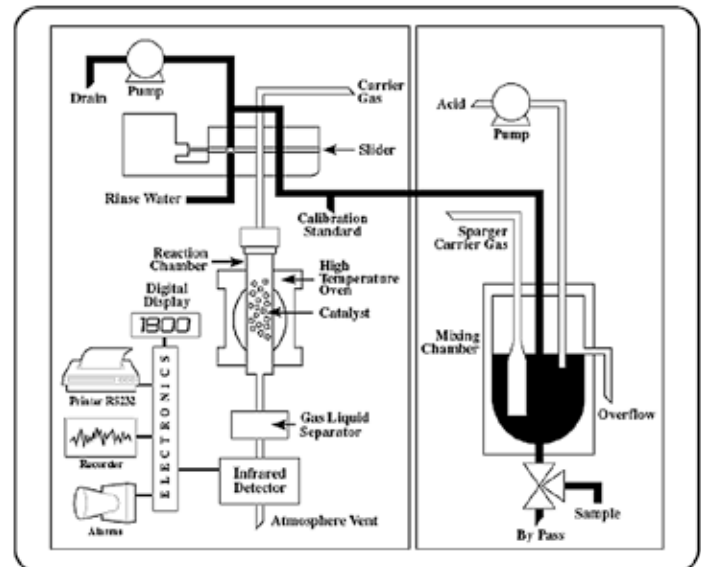 Drain
Pump
Carrier
Gas
Slider
Rinse Water
Calibration
Standard
Reaction
Chamber
High
Temperature
Oven
Catalyst
Digital
Display
1800
ELECTRONICS
Printer RS232
Recorder
Alarms
Gas Liquid
Separator
Infrared
Detector
Atmosphere Vent
Acid
Pump
Sparger
Carrier Gas
Mixing
Chamber
Overflow
Sample
By Pass